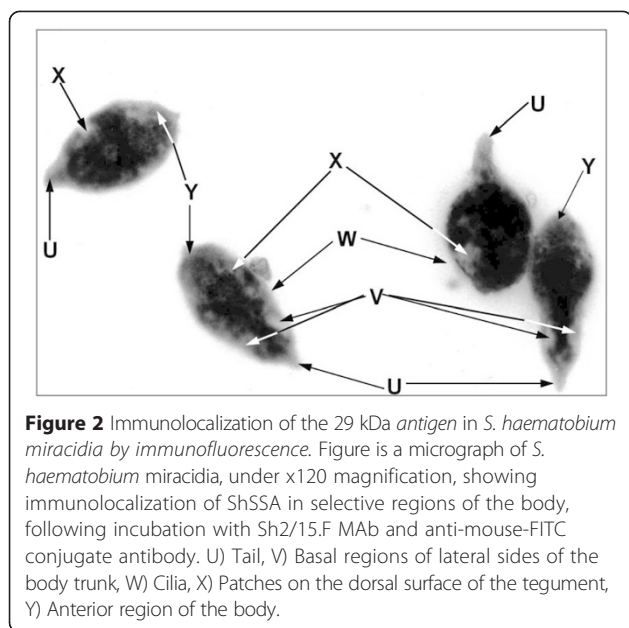 X
U
Y
X
U
Y
W
V
U
Figure 2 Immunolocalization of the 29 kDa antigen in S. haematobium
miracidia by immunofluorescence. Figure is a micrograph of S.
haematobium miracidia, under x120 magnification, showing
immunolocalization of ShSSA in selective regions of the body,
following incubation with Sh2/15.F MAb and anti-mouse-FITC
conjugate antibody. U) Tail, V) Basal regions of lateral sides of the
body trunk, W) Cilia, X) Patches on the dorsal surface of the tegument,
Y) Anterior region of the body.